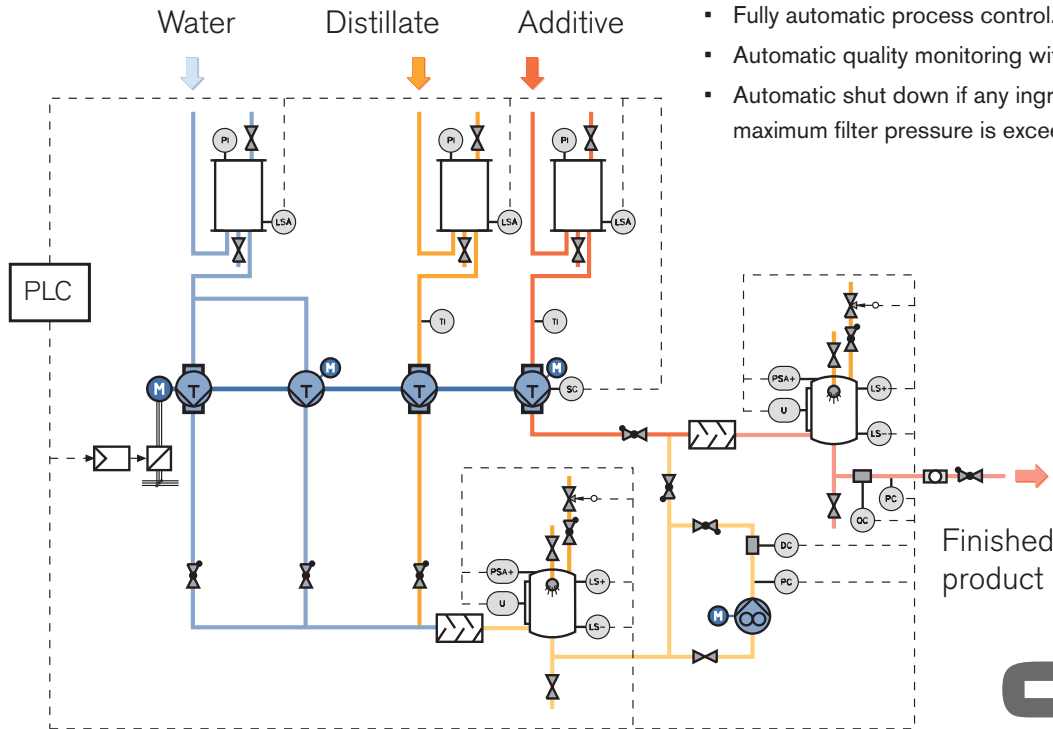 Water Distillate Additive
▪ Fully automatic process control.
▪ Automatic quality monitoring wit
▪ Automatic shut down if any ingr
maximum filter pressure is excee
PI PI PI
LSA LSA LSA
PLC
TI TI
M M M
T T T T SC
PSA+ LS+
U
LS-
PC
QC
Finished
product
PSA+ LS+
U
LS-
DC
PC
M